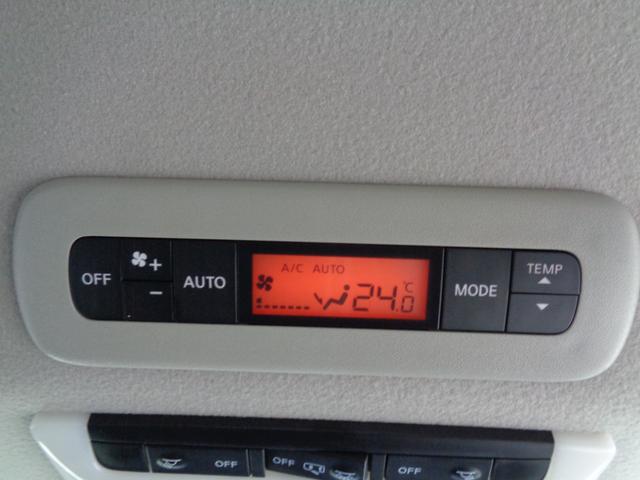 OFF
+
-
AUTO
A/C AUTO
24.0 °C
MODE
TEMP
OFF
OFF
OFF